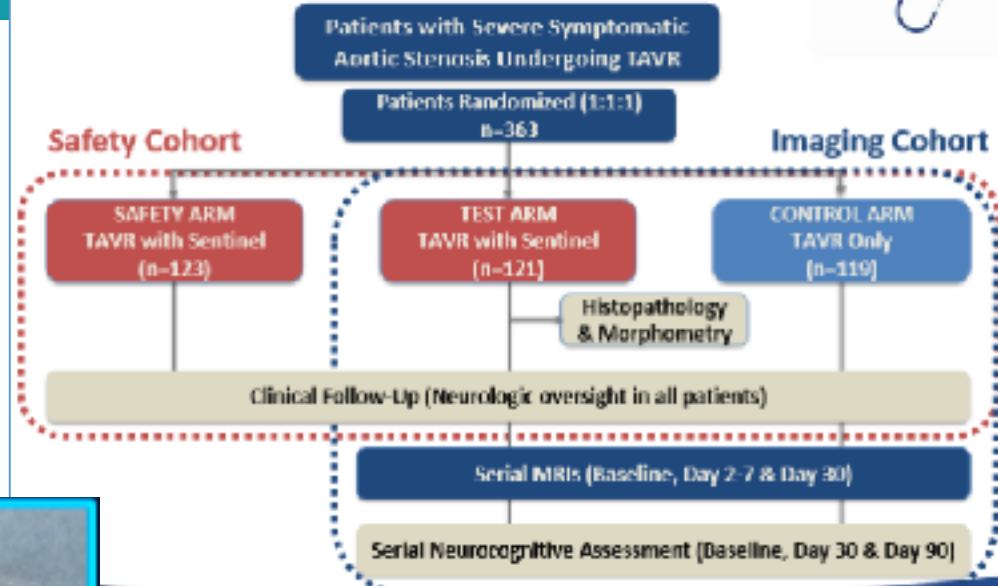 Patients with Severe Symptomatic
Aortic Stenosis Undergoing TAVR
Patients Randomized (1:1:1)
n=363
Safety Cohort
Imaging Cohort
SAFETY ARM
TAVR with Sentinel
(n=123)
TEST ARM
TAVR with Sentinel
(n=121)
CONTROL ARM
TAVR Only
(n=119)
Histopathology
& Morphometry
Clinical Follow-Up (Neurologic oversight in all patients)
Serial MRIs (Baseline, Day 2-7 & Day 30)
Serial Neurocognitive Assessment (Baseline, Day 30 & Day 90)